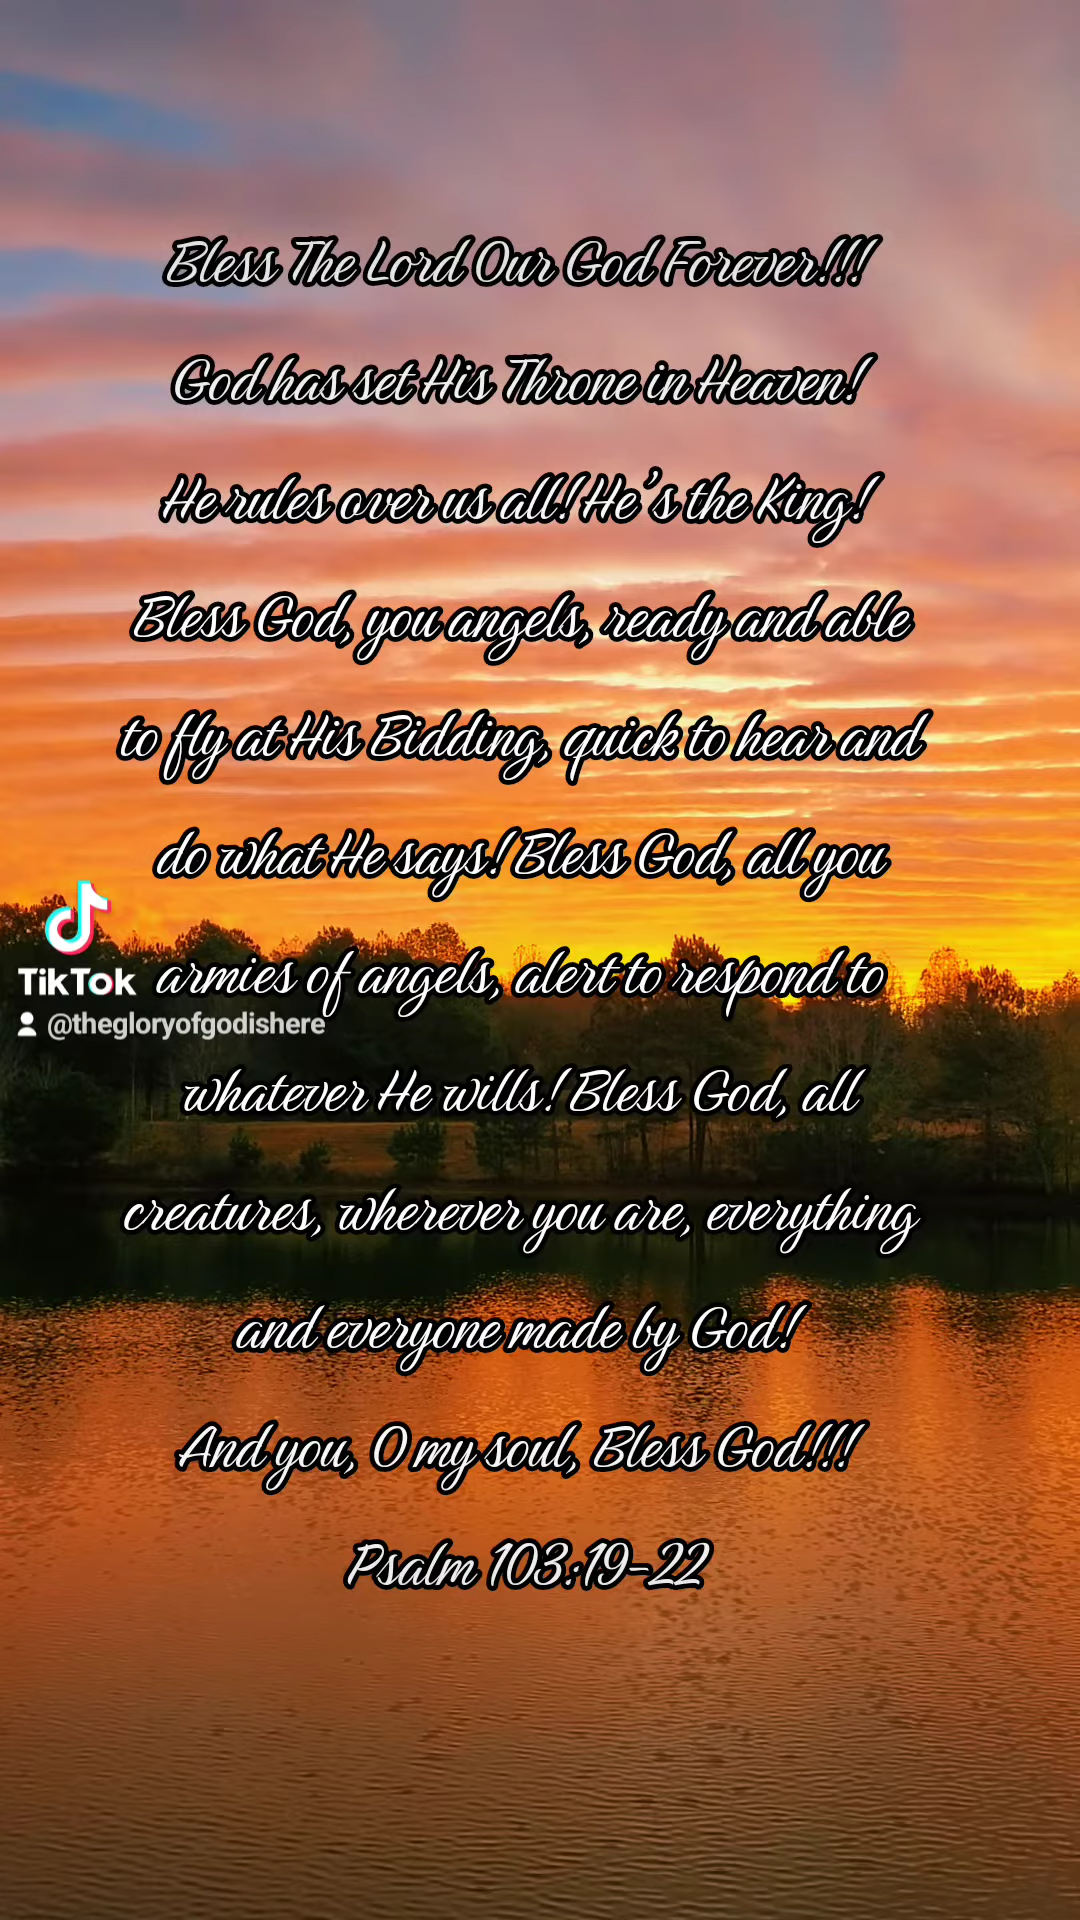 Bless The Lord Our God Forever!!!
God has set His Throne in Heaven!
He rules over us all! He's the King!
Bless God, you angels, ready and able
to fly at His Bidding, quick to hear and
do what He says! Bless God, all you
armies of angels, alert to respond to
TikTok
@thegloryofgodishere
whatever He wills! Bless God, all
creatures, wherever you are, everything
and everyone made by God!
And you, O my soul, Bless God!!!
Psalm 103:19-22